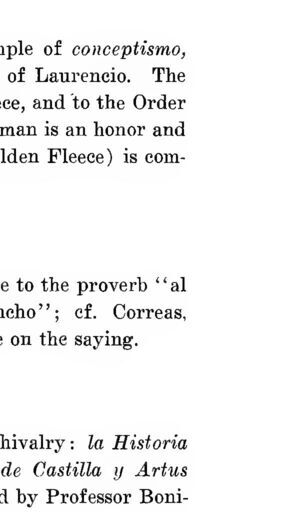 mple of conceptismo,
of Laurencio. The
ece, and to the Order
man is an honor and
lden Fleece) is com-
e to the proverb "al
ncho"; cf. Correas,
e on the saying.
hivalry: la Historia
de Castilla y Artus
d by Professor Boni-